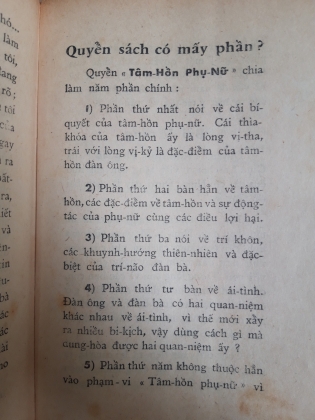 Quyển sách có mấy phần ?
Quyển « Tâm-Hồn Phụ-Nữ » chia
làm năm phần chính :
1) Phần thứ nhất nói về cái bí-
quyết của tâm-hồn phụ-nữ. Cái thìa-
khóa của tâm-hồn ấy là lòng vị-tha,
trái với lòng vị-kỷ là đặc-điểm của tâm-
hồn đàn ông.
2) Phần thứ hai bàn hẳn về tâm-
hồn, các đặc-điểm về tâm-hồn và sự động-
tác của phụ-nữ cùng các điều lợi hại.
3) Phần thứ ba nói về trí khôn,
các khuynh-hướng thiên-nhiên và đặc-
biệt của trí-não đàn bà.
4) Phần thứ tư bàn về ái-tình.
Đàn ông và đàn bà có hai quan-niệm
khác nhau về ái-tình, vì thế mới xảy
ra nhiều bi-kịch, vậy dùng cách gì mà
dung-hòa được hai quan-niệm ấy ?
5) Phần thứ năm không thuộc hẳn
vào phạm-vi « Tâm-hồn phụ-nữ » vì